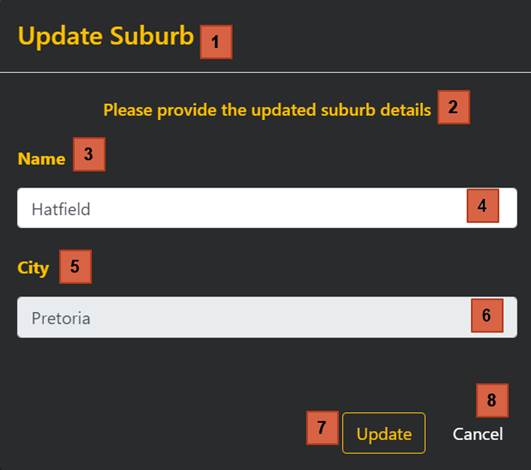 Update Suburb 1
Please provide the updated suburb details 2
Name 3
Hatfield 4
City 5
Pretoria 6
8
7 Update Cancel